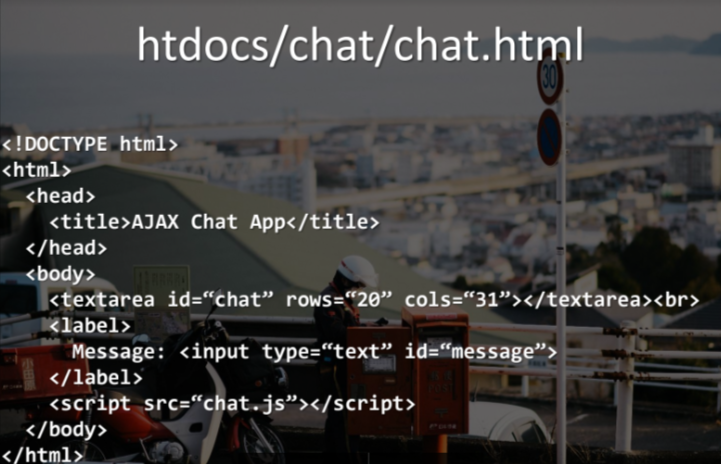 htdocs/chat/chat.html
30
<!DOCTYPE html>
<html>
  <head>
    <title>AJAX Chat App</title>
  </head>
  <body>
    <textarea id=“chat” rows=“20” cols=“31”></textarea><br>
    <label>
      Message: <input type=“text” id=“message”>
    </label>
    <script src=“chat.js”></script>
  </body>
</html>